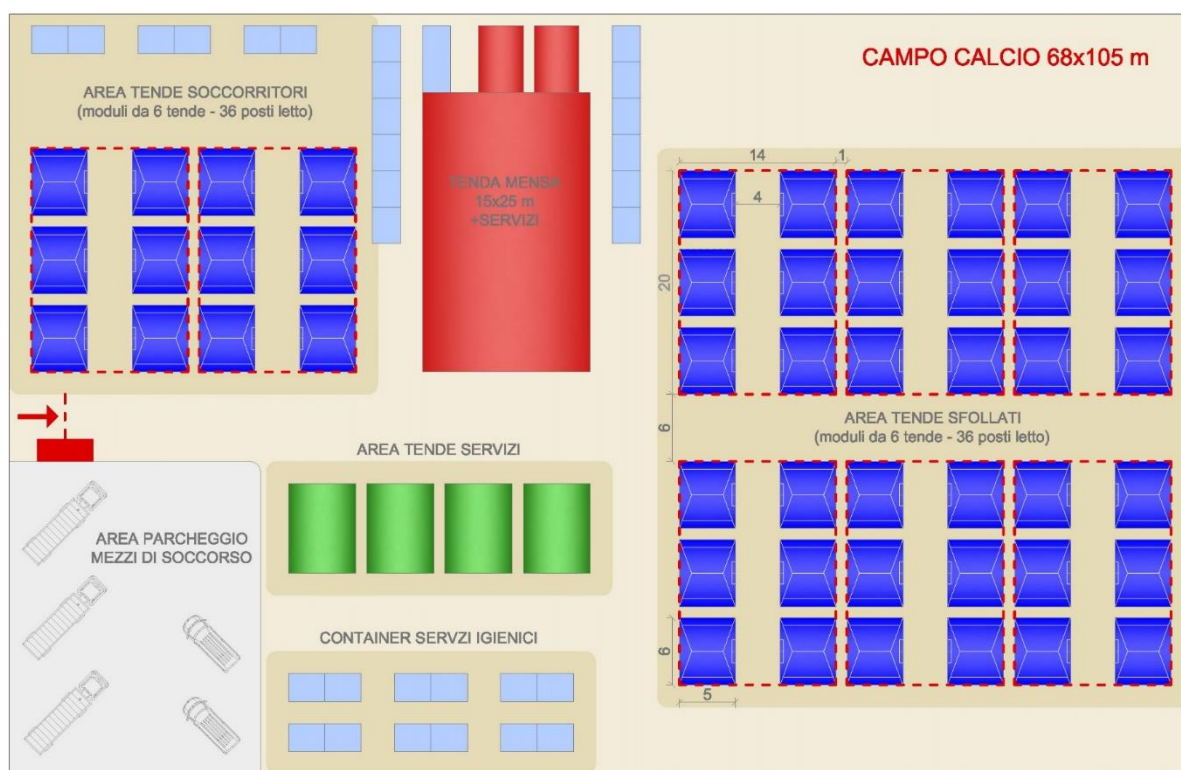 CAMPO CALCIO 68x105 m
AREA TENDE SOCCORRITORI
(moduli da 6 tende - 36 posti letto)
TENDA MENSA
15x25 m
+SERVIZI
14
1
4
20
6
AREA TENDE SFOLLATI
(moduli da 6 tende - 36 posti letto)
AREA TENDE SERVIZI
AREA PARCHEGGIO
MEZZI DI SOCCORSO
CONTAINER SERVZI IGIENICI
6
5